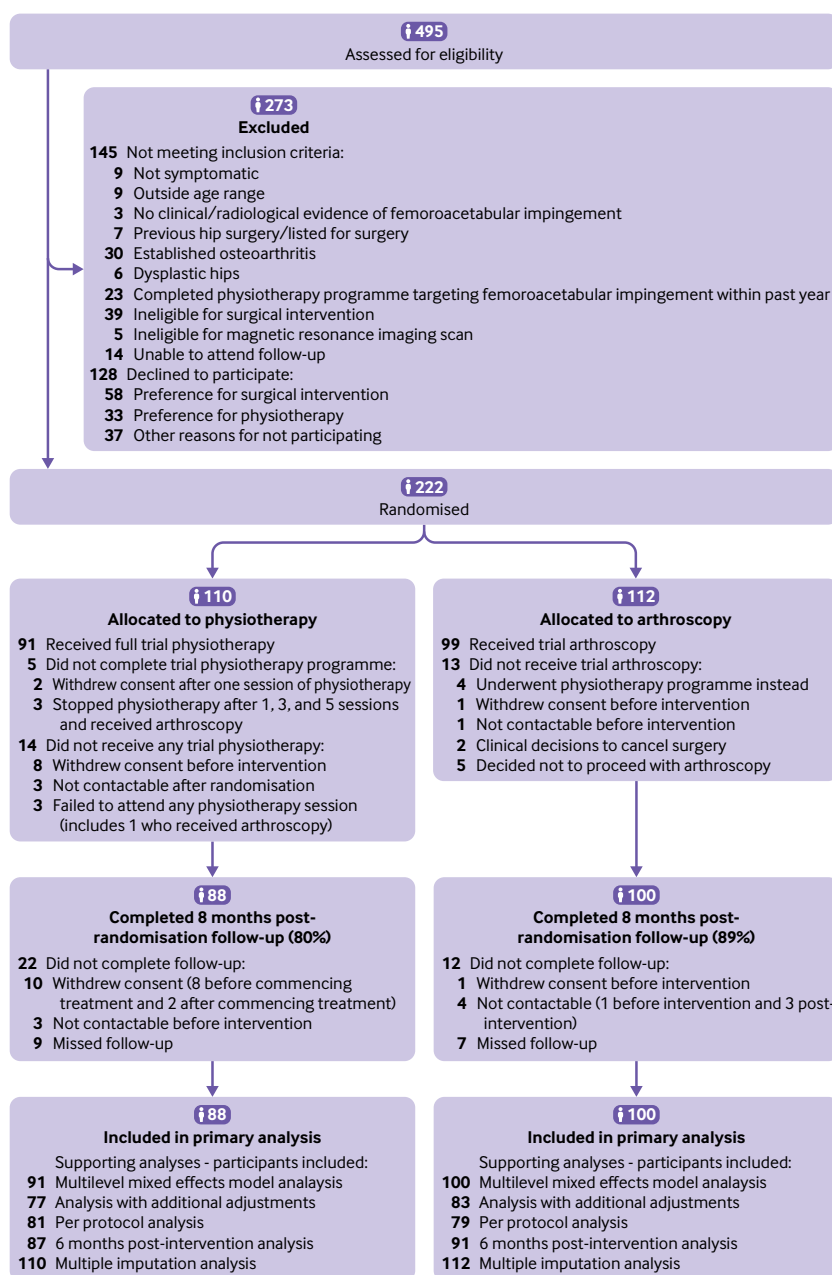 495
Assessed for eligibility
273
Excluded
145 Not meeting inclusion criteria:
9 Not symptomatic
9 Outside age range
3 No clinical/radiological evidence of femoroacetabular impingement
7 Previous hip surgery/listed for surgery
30 Established osteoarthritis
6 Dysplastic hips
23 Completed physiotherapy programme targeting femoroacetabular impingement within past year
39 Ineligible for surgical intervention
5 Ineligible for magnetic resonance imaging scan
14 Unable to attend follow-up
128 Declined to participate:
58 Preference for surgical intervention
33 Preference for physiotherapy
37 Other reasons for not participating
222
Randomised
110
Allocated to physiotherapy
91 Received full trial physiotherapy
5 Did not complete trial physiotherapy programme:
2 Withdrew consent after one session of physiotherapy
3 Stopped physiotherapy after 1, 3, and 5 sessions
and received arthroscopy
14 Did not receive any trial physiotherapy:
8 Withdrew consent before intervention
3 Not contactable after randomisation
3 Failed to attend any physiotherapy session
(includes 1 who received arthroscopy)
112
Allocated to arthroscopy
99 Received trial arthroscopy
13 Did not receive trial arthroscopy:
4 Underwent physiotherapy programme instead
1 Withdrew consent before intervention
1 Not contactable before intervention
2 Clinical decisions to cancel surgery
5 Decided not to proceed with arthroscopy
88
Completed 8 months post-
randomisation follow-up (80%)
22 Did not complete follow-up:
10 Withdrew consent (8 before commencing
treatment and 2 after commencing treatment)
3 Not contactable before intervention
9 Missed follow-up
100
Completed 8 months post-
randomisation follow-up (89%)
12 Did not complete follow-up:
1 Withdrew consent before intervention
4 Not contactable (1 before intervention and 3 post-
intervention)
7 Missed follow-up
88
Included in primary analysis
Supporting analyses - participants included:
91 Multilevel mixed effects model analaysis
77 Analysis with additional adjustments
81 Per protocol analysis
87 6 months post-intervention analysis
110 Multiple imputation analysis
100
Included in primary analysis
Supporting analyses - participants included:
100 Multilevel mixed effects model analaysis
83 Analysis with additional adjustments
79 Per protocol analysis
91 6 months post-intervention analysis
112 Multiple imputation analysis